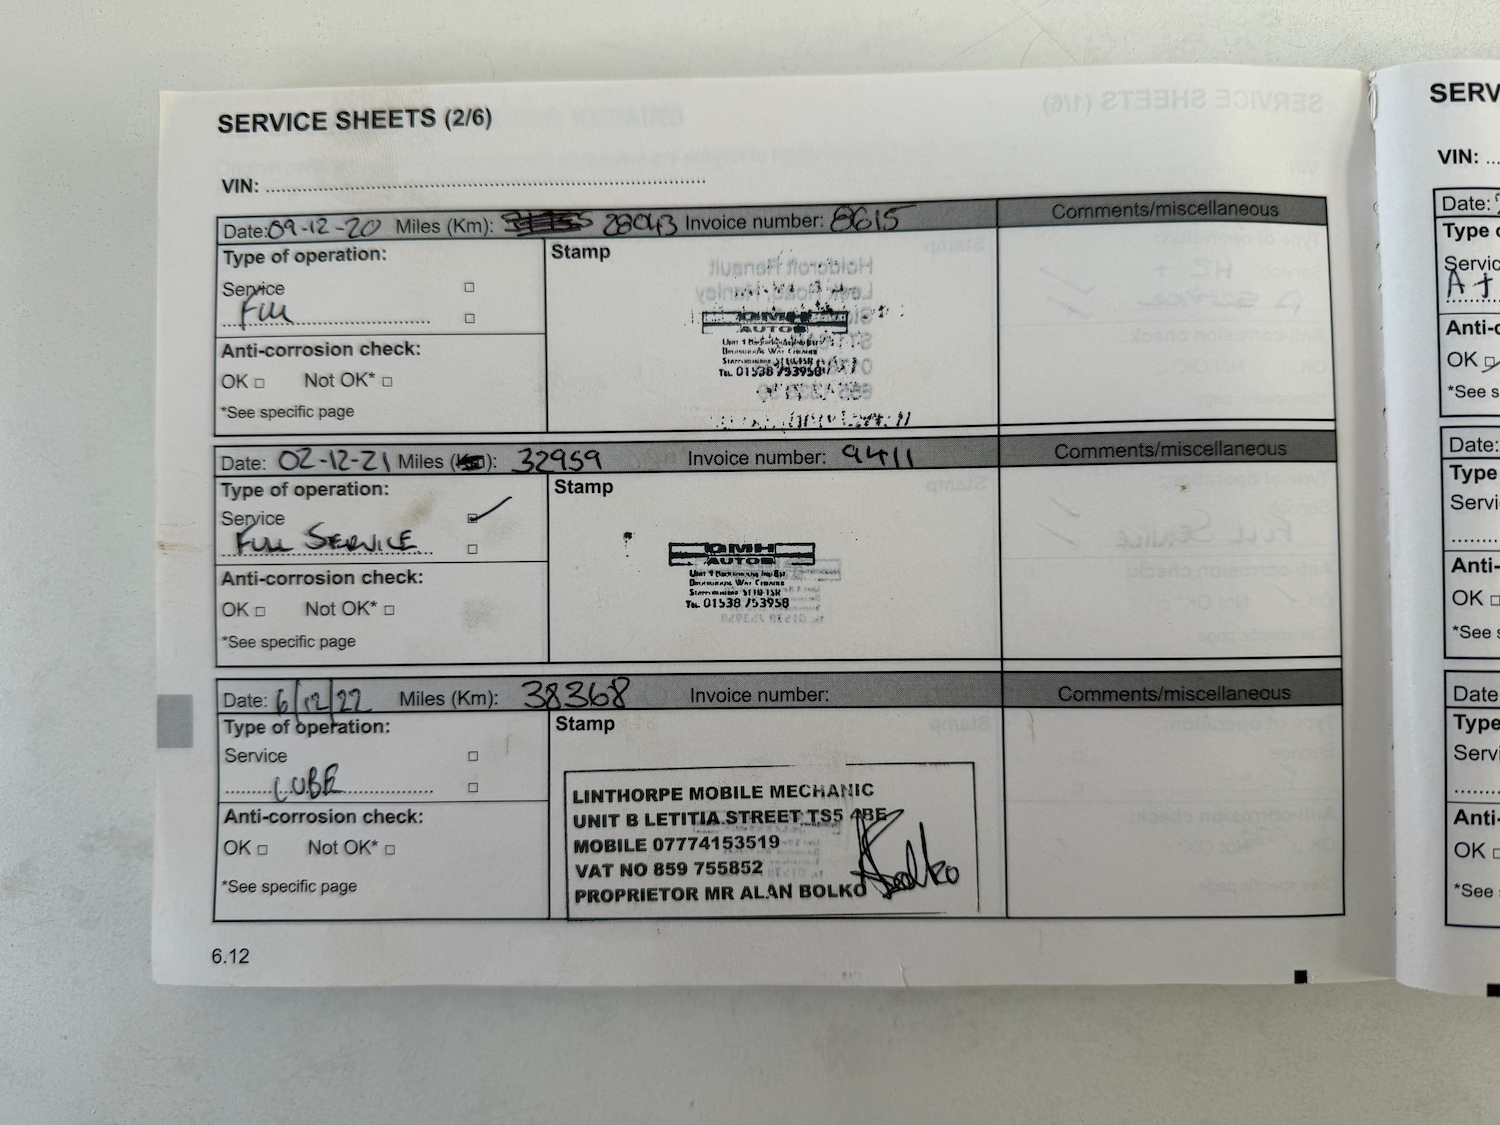 SERVICE SHEETS (2/6)
VIN:
Date: 09-12-20 Miles (Km): 28043 Invoice number: 8615 Comments/miscellaneous
Type of operation:
Stamp
Service
Full
Anti-corrosion check:
OK Not OK*
*See specific page
DMH
AUTOS
TEL. 01538 753958
Date: 02-12-21 Miles (Km): 32959 Invoice number: 9411 Comments/miscellaneous
Type of operation:
Stamp
Service
FULL SERVICE
Anti-corrosion check:
OK Not OK*
*See specific page
DMH
AUTOS
TEL. 01538 753958
Date: 6/12/22 Miles (Km): 38368 Invoice number: Comments/miscellaneous
Type of operation:
Stamp
Service
LUBE
Anti-corrosion check:
OK Not OK*
*See specific page
LINTHORPE MOBILE MECHANIC
UNIT B LETITIA STREET TS5 4BE
MOBILE 07774153519
VAT NO 859 755852
PROPRIETOR MR ALAN BOLKO
ABolko
6.12
SERV
VIN:
Date:
Type o
Servic
A +
Anti-c
OK
*See s
Date:
Type
Servi
Anti-
OK
*See s
Date
Type
Servi
Anti-
OK
*See